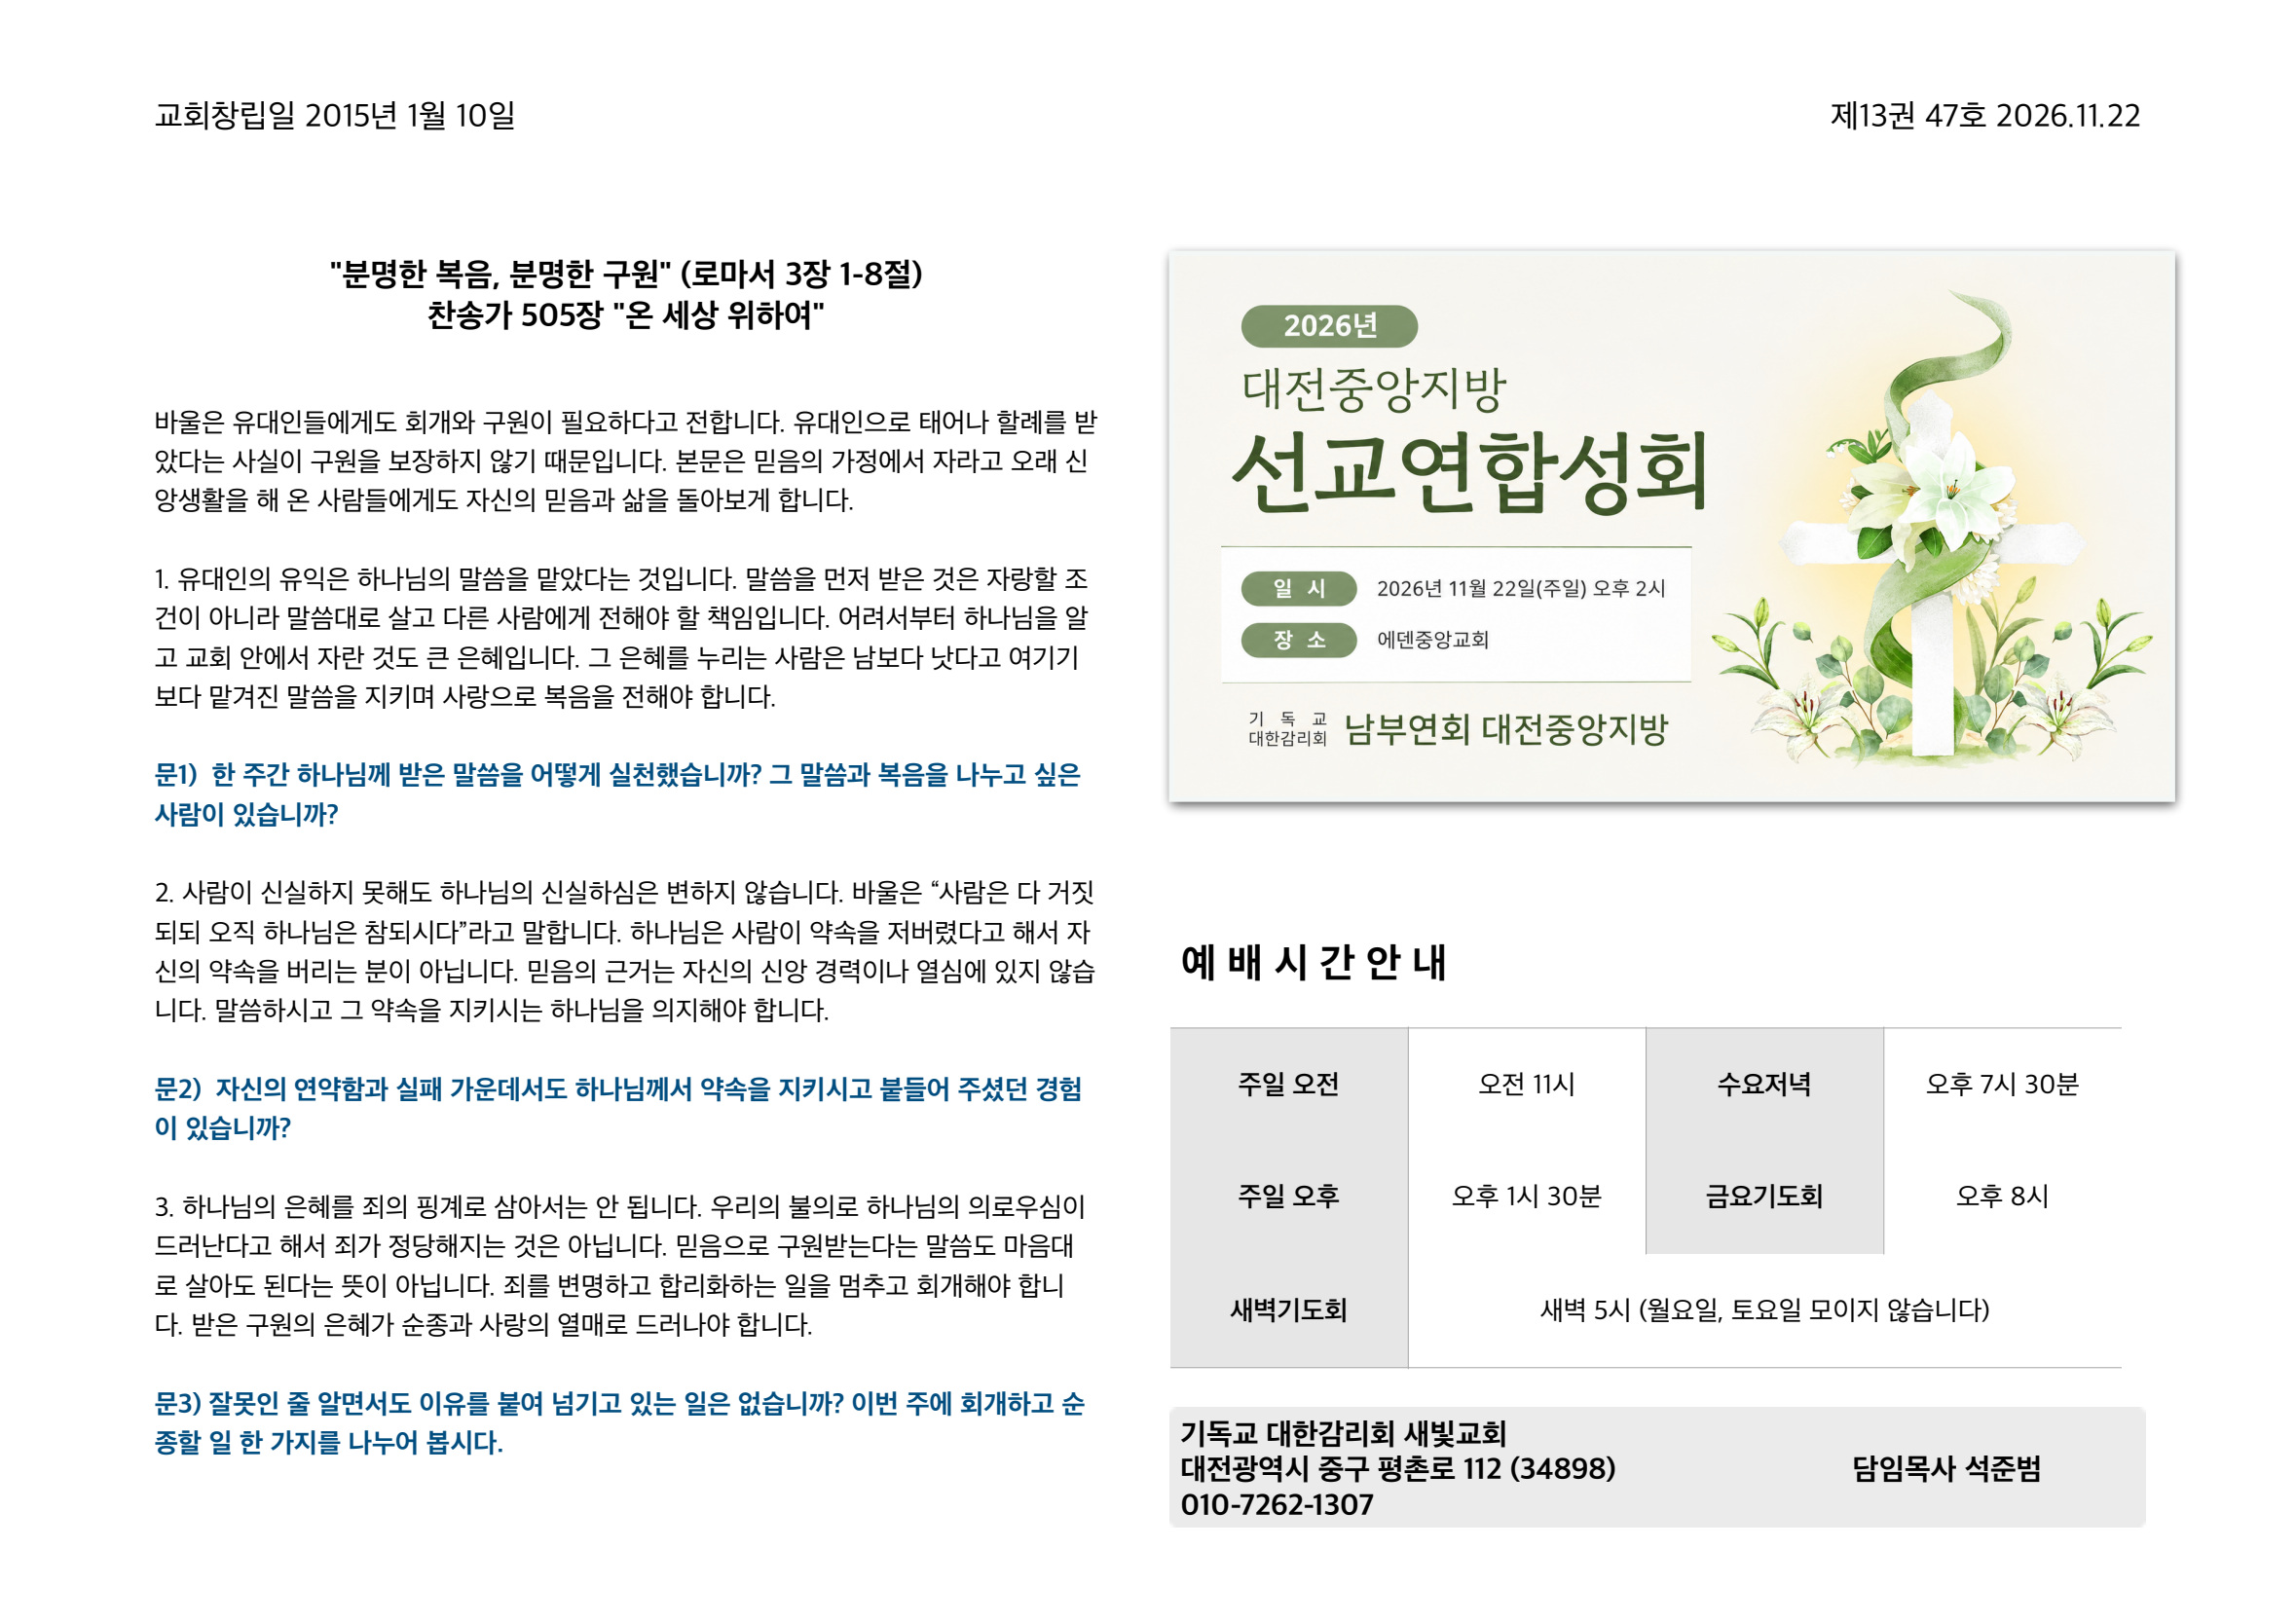 교회창립일 2015년 1월 10일
제13권 47호 2026.11.22
"분명한 복음, 분명한 구원" (로마서 3장 1-8절)
찬송가 505장 "온 세상 위하여"
바울은 유대인들에게도 회개와 구원이 필요하다고 전합니다. 유대인으로 태어나 할례를 받
았다는 사실이 구원을 보장하지 않기 때문입니다. 본문은 믿음의 가정에서 자라고 오래 신
앙생활을 해 온 사람들에게도 자신의 믿음과 삶을 돌아보게 합니다.
1. 유대인의 유익은 하나님의 말씀을 맡았다는 것입니다. 말씀을 먼저 받은 것은 자랑할 조
건이 아니라 말씀대로 살고 다른 사람에게 전해야 할 책임입니다. 어려서부터 하나님을 알
고 교회 안에서 자란 것도 큰 은혜입니다. 그 은혜를 누리는 사람은 남보다 낫다고 여기기
보다 맡겨진 말씀을 지키며 사랑으로 복음을 전해야 합니다.
문1) 한 주간 하나님께 받은 말씀을 어떻게 실천했습니까? 그 말씀과 복음을 나누고 싶은
사람이 있습니까?
2. 사람이 신실하지 못해도 하나님의 신실하심은 변하지 않습니다. 바울은 “사람은 다 거짓
되되 오직 하나님은 참되시다”라고 말합니다. 하나님은 사람이 약속을 저버렸다고 해서 자
신의 약속을 버리는 분이 아닙니다. 믿음의 근거는 자신의 신앙 경력이나 열심에 있지 않습
니다. 말씀하시고 그 약속을 지키시는 하나님을 의지해야 합니다.
문2) 자신의 연약함과 실패 가운데서도 하나님께서 약속을 지키시고 붙들어 주셨던 경험
이 있습니까?
3. 하나님의 은혜를 죄의 핑계로 삼아서는 안 됩니다. 우리의 불의로 하나님의 의로우심이
드러난다고 해서 죄가 정당해지는 것은 아닙니다. 믿음으로 구원받는다는 말씀도 마음대
로 살아도 된다는 뜻이 아닙니다. 죄를 변명하고 합리화하는 일을 멈추고 회개해야 합니
다. 받은 구원의 은혜가 순종과 사랑의 열매로 드러나야 합니다.
문3) 잘못인 줄 알면서도 이유를 붙여 넘기고 있는 일은 없습니까? 이번 주에 회개하고 순
종할 일 한 가지를 나누어 봅시다.
2026년
대전중앙지방
선교연합성회
일 시 2026년 11월 22일(주일) 오후 2시
장 소 에덴중앙교회
기 독 교
대한감리회
남부연회 대전중앙지방
예 배 시 간 안 내
주일 오전 오전 11시 수요저녁 오후 7시 30분
주일 오후 오후 1시 30분 금요기도회 오후 8시
새벽기도회 새벽 5시 (월요일, 토요일 모이지 않습니다)
기독교 대한감리회 새빛교회
대전광역시 중구 평촌로 112 (34898)
010-7262-1307
담임목사 석준범